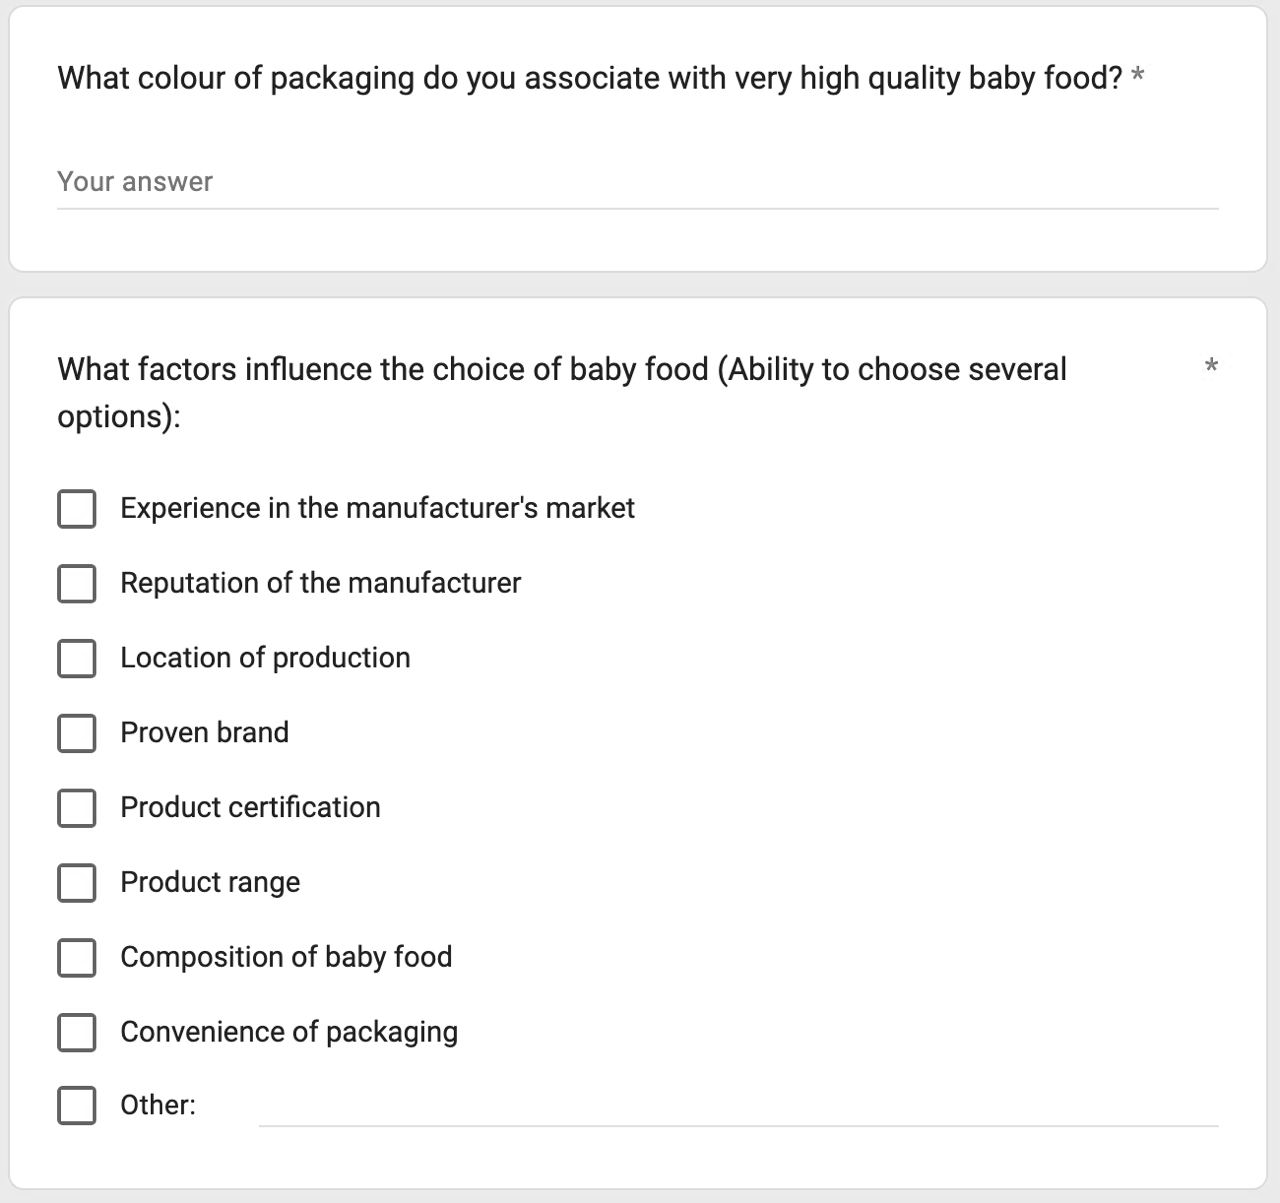 What colour of packaging do you associate with very high quality baby food? *
Your answer
What factors influence the choice of baby food (Ability to choose several *
options):
Experience in the manufacturer's market
Reputation of the manufacturer
Location of production
Proven brand
Product certification
Product range
Composition of baby food
Convenience of packaging
Other: